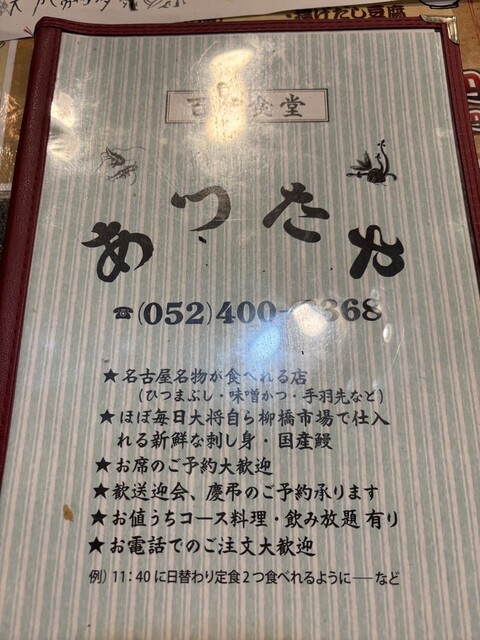 食堂
あつたや
☎(052)400-
★名古屋名物が食べれる店
(ひつまぶし・味噌かつ・手羽先など)
★ほぼ毎日大将自ら柳橋市場で仕入
れる新鮮な刺し身・国産鰻
★お席のご予約大歓迎
★歓送迎会、慶弔のご予約承ります
★お値うちコース料理・飲み放題 有り
★お電話でのご注文大歓迎
例) 11:40 に日替わり定食2つ食べれるように──など